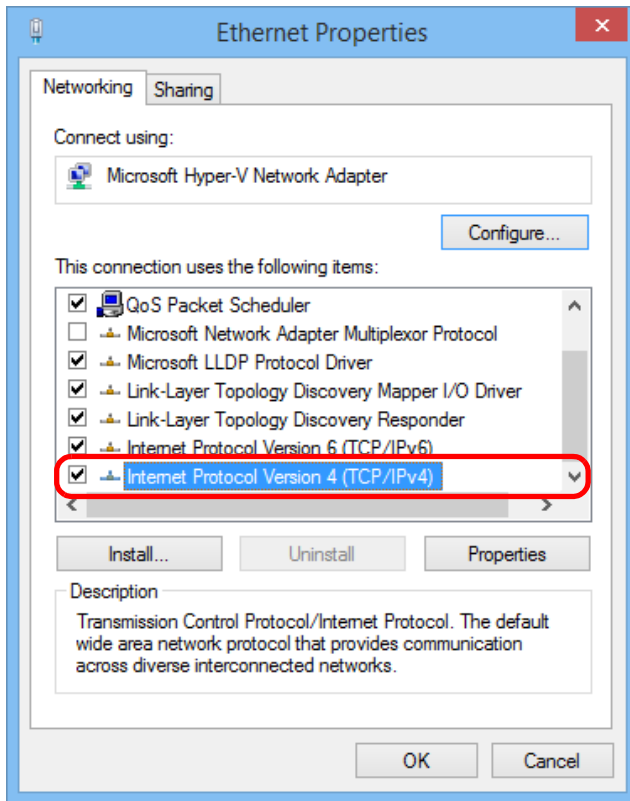 Ethernet Properties
Networking
Sharing
Connect using:
Microsoft Hyper-V Network Adapter
Configure...
This connection uses the following items:
QoS Packet Scheduler
Microsoft Network Adapter Multiplexor Protocol
Microsoft LLDP Protocol Driver
Link-Layer Topology Discovery Mapper I/O Driver
Link-Layer Topology Discovery Responder
Internet Protocol Version 6 (TCP/IPv6)
Internet Protocol Version 4 (TCP/IPv4)
Install...
Uninstall
Properties
Description
Transmission Control Protocol/Internet Protocol. The default
wide area network protocol that provides communication
across diverse interconnected networks.
OK
Cancel